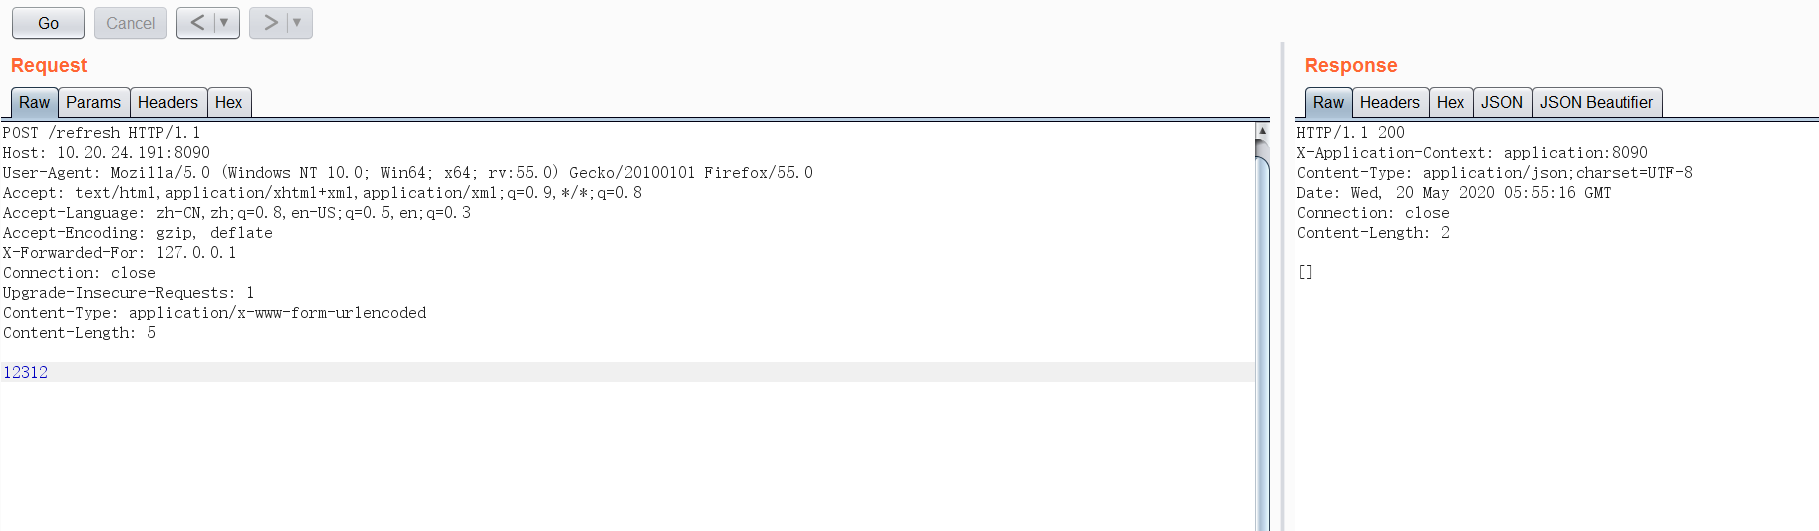 Go Cancel < ▼ > ▼
Request
Raw Params Headers Hex
POST /refresh HTTP/1.1
Host: 10.20.24.191:8090
User-Agent: Mozilla/5.0 (Windows NT 10.0; Win64; x64; rv:55.0) Gecko/20100101 Firefox/55.0
Accept: text/html,application/xhtml+xml,application/xml;q=0.9,*/*;q=0.8
Accept-Language: zh-CN,zh;q=0.8,en-US;q=0.5,en;q=0.3
Accept-Encoding: gzip, deflate
X-Forwarded-For: 127.0.0.1
Connection: close
Upgrade-Insecure-Requests: 1
Content-Type: application/x-www-form-urlencoded
Content-Length: 5

12312
Response
Raw Headers Hex JSON JSON Beautifier
HTTP/1.1 200
X-Application-Context: application:8090
Content-Type: application/json;charset=UTF-8
Date: Wed, 20 May 2020 05:55:16 GMT
Connection: close
Content-Length: 2

[]